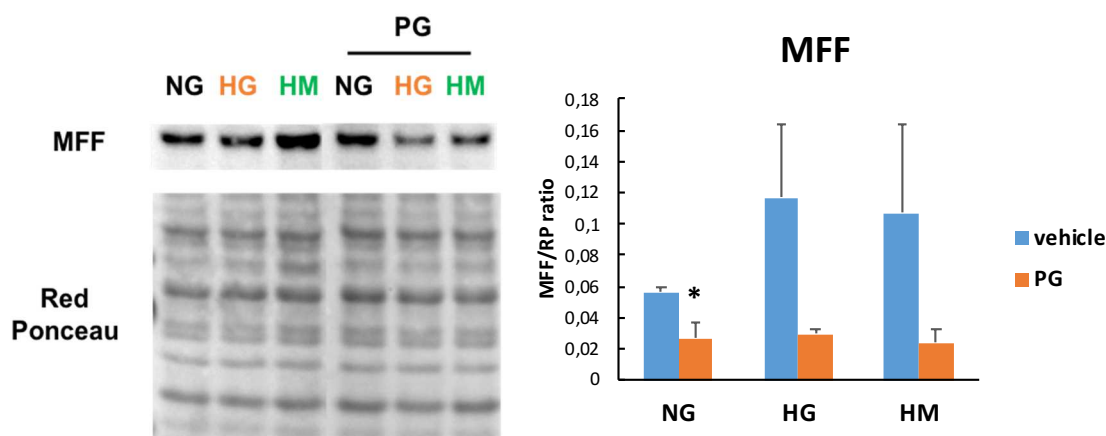 PG
NG HG HM NG HG HM
MFF
Red
Ponceau
MFF
MFF/RP ratio
0,18
0,16
0,14
0,12
0,1
0,08
0,06
0,04
0,02
0
*
NG HG HM
vehicle
PG